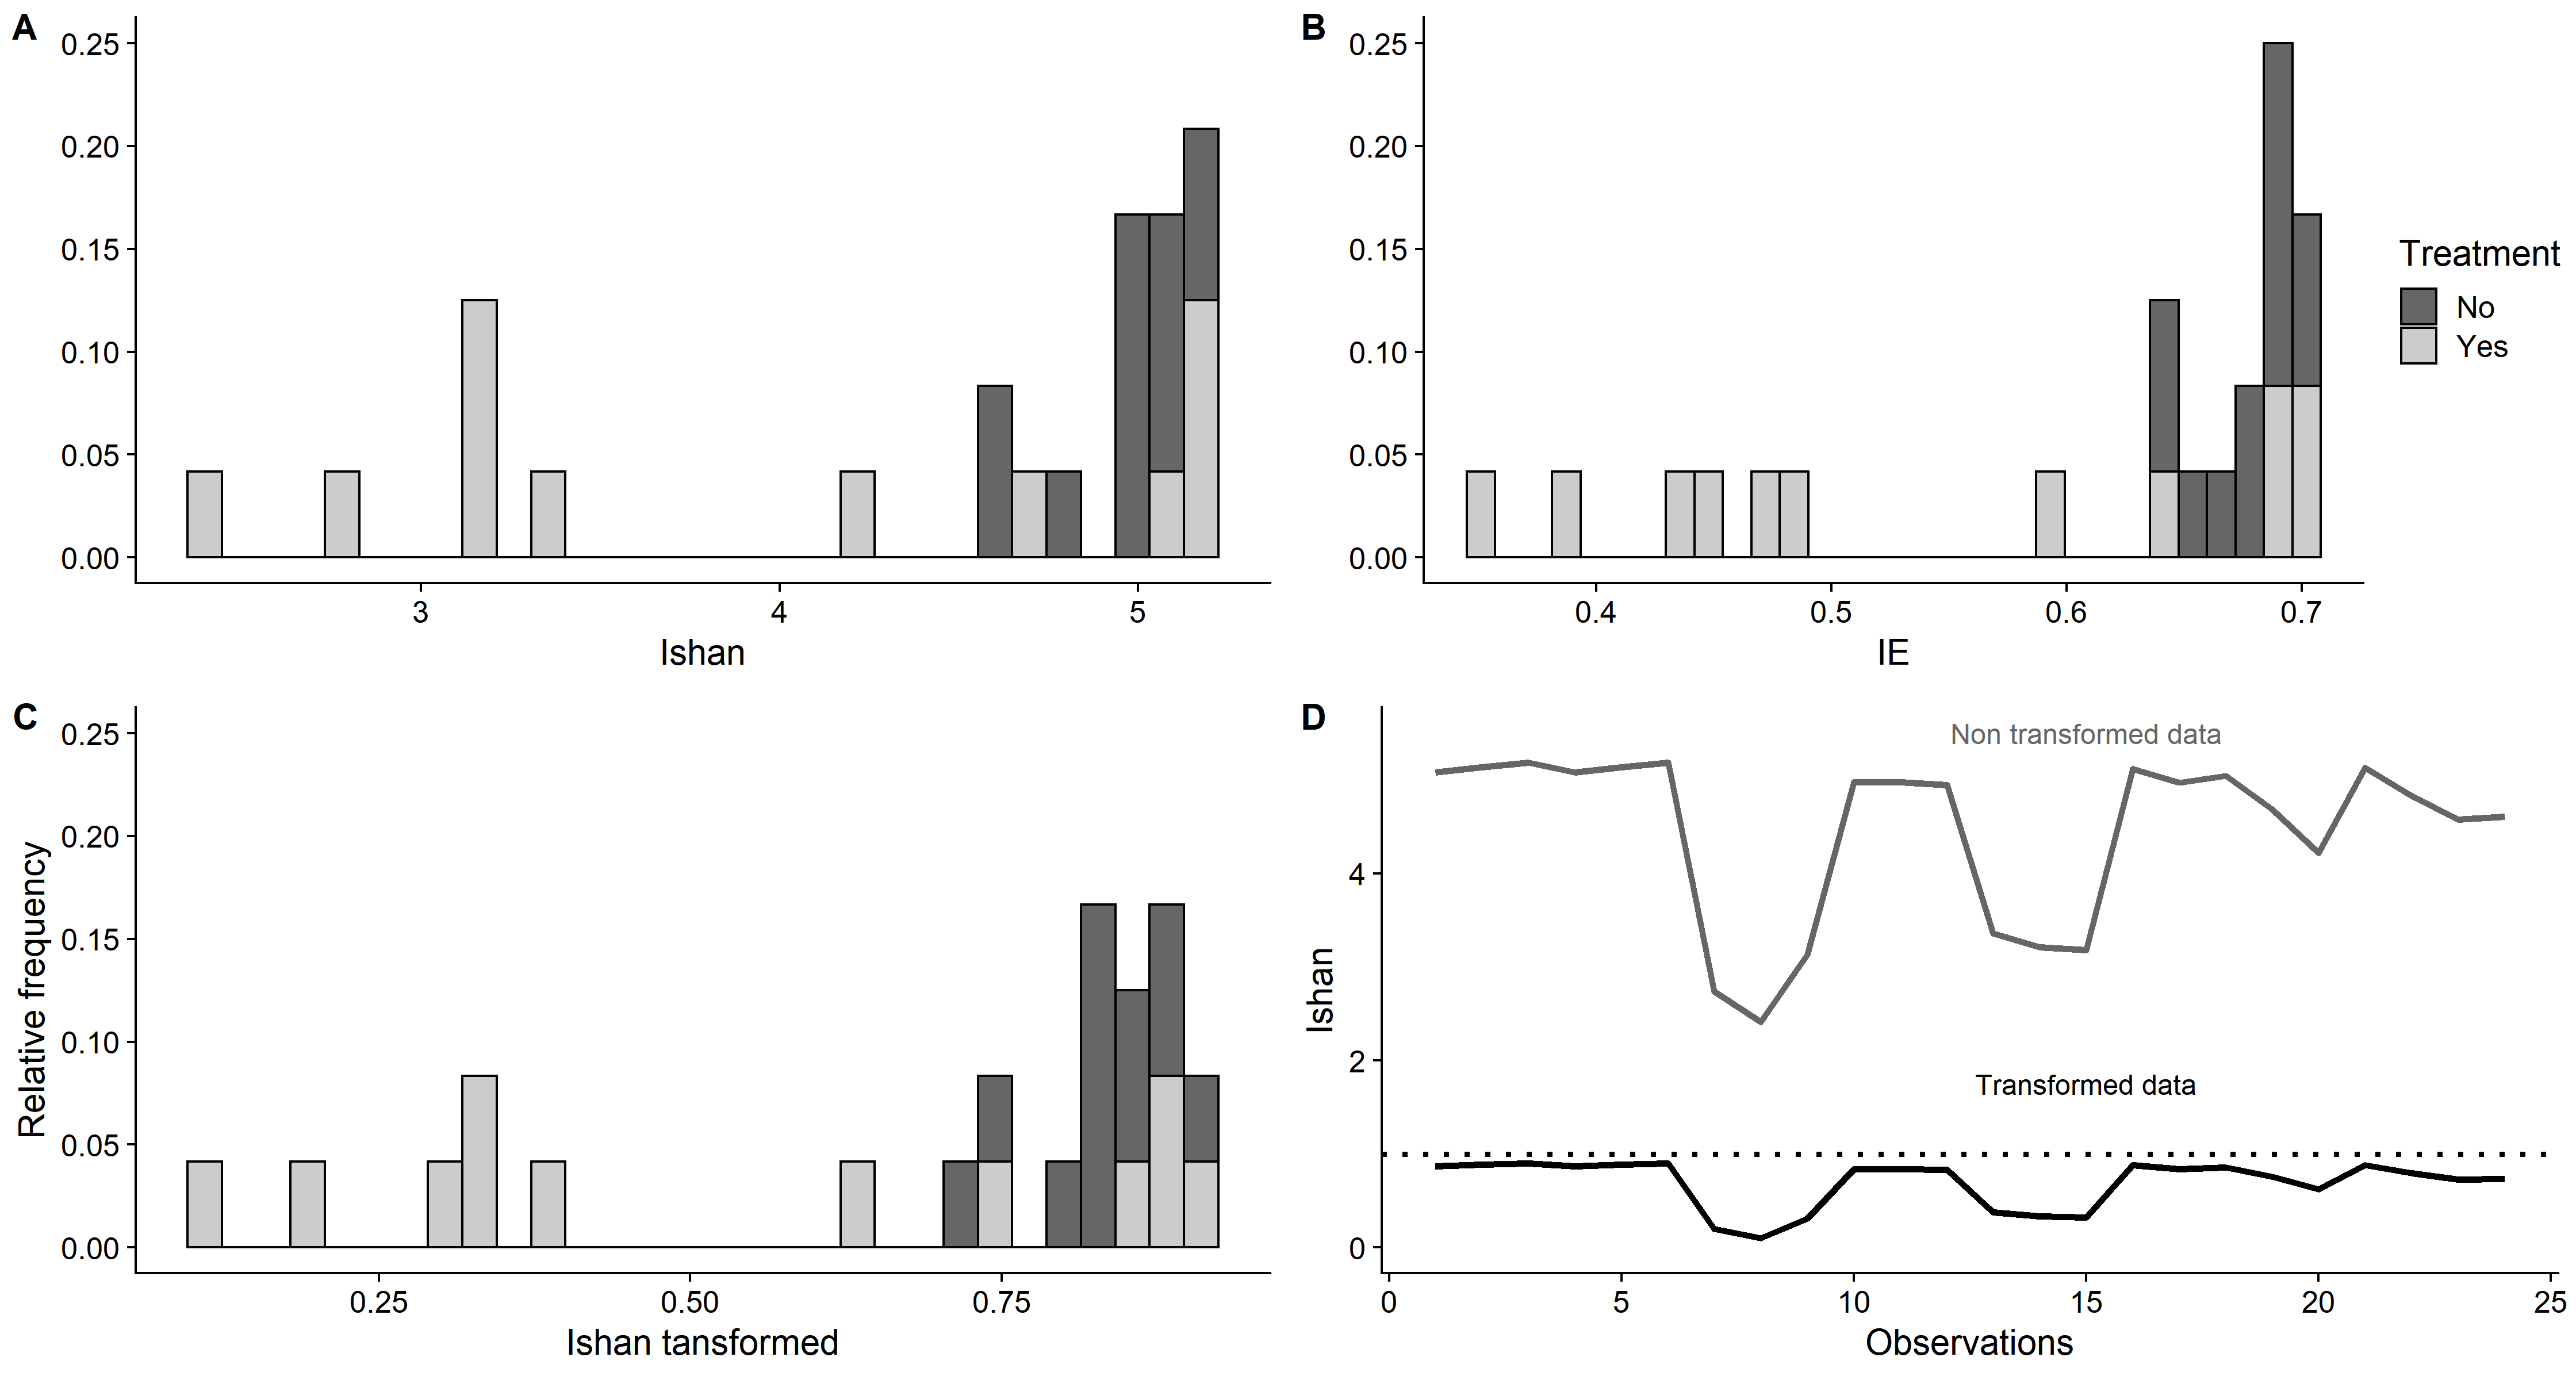 A
0.25
0.20
0.15
0.10
0.05
0.00
3
4
5
Ishan
B
0.25
0.20
0.15
0.10
0.05
0.00
0.4
0.5
0.6
0.7
IE
Treatment
No
Yes
C
Relative frequency
0.25
0.20
0.15
0.10
0.05
0.00
0.25
0.50
0.75
Ishan tansformed
D
Ishan
Non transformed data
4
2
Transformed data
0
0
5
10
15
20
25
Observations